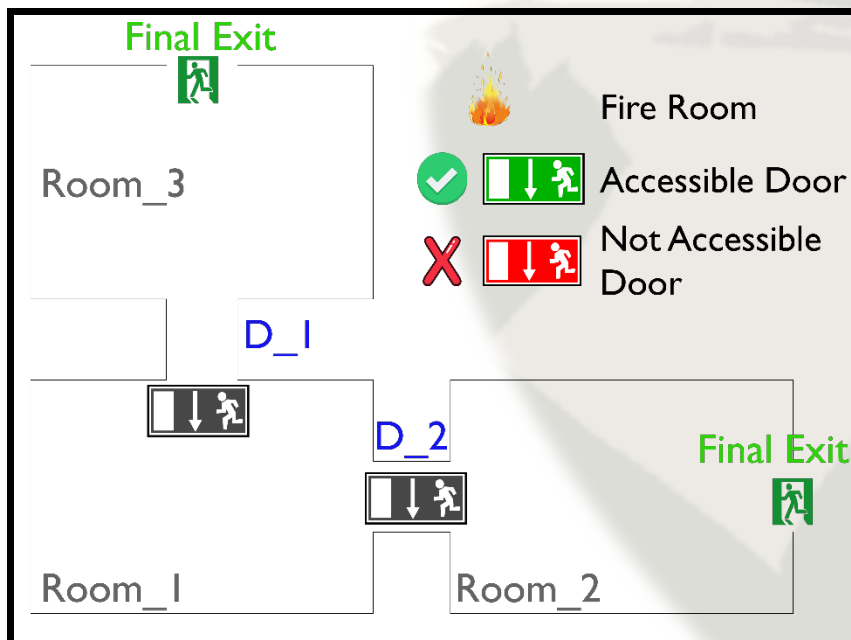 Final Exit
Room_3
Fire Room
Accessible Door
Not Accessible
Door
D_1
D_2
Final Exit
Room_1
Room_2